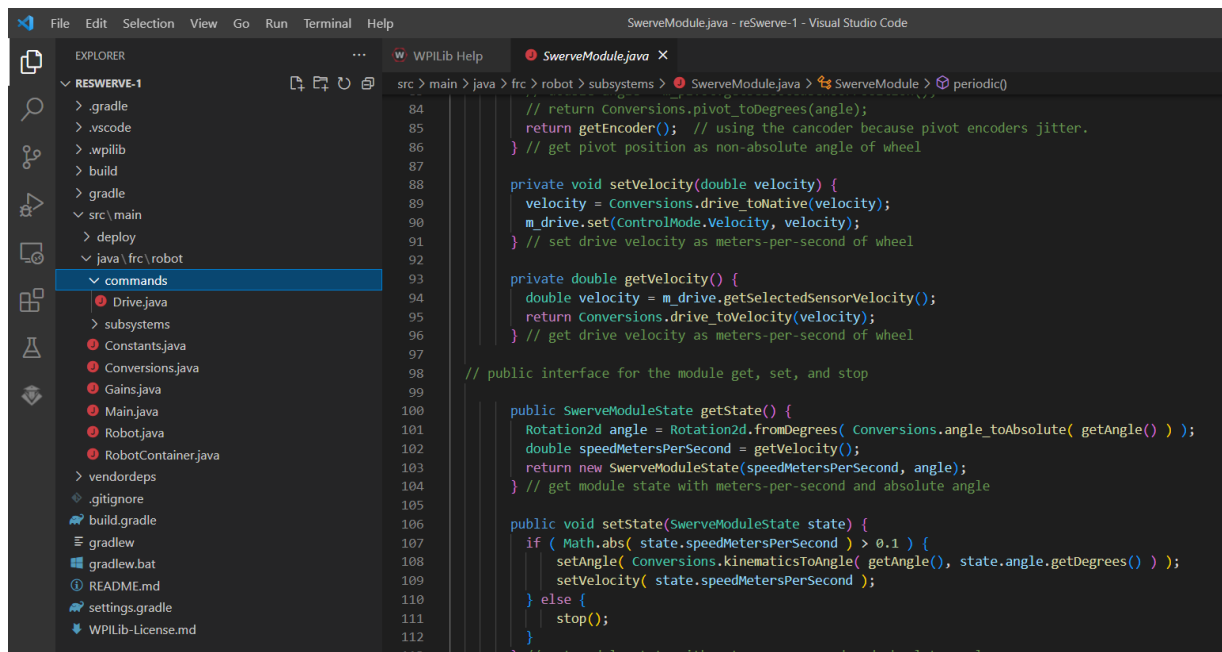 File Edit Selection View Go Run Terminal Help
SwerveModule.java - reSwerve-1 - Visual Studio Code
EXPLORER
RESWERVE-1
.gradle
.vscode
.wpilib
build
gradle
src\main
deploy
java\frc\robot
commands
Drive.java
subsystems
Constants.java
Conversions.java
Gains.java
Main.java
Robot.java
RobotContainer.java
vendordeps
.gitignore
build.gradle
gradlew
gradlew.bat
README.md
settings.gradle
WPILib-License.md
WPILib Help
SwerveModule.java
src > main > java > frc > robot > subsystems > SwerveModule.java > SwerveModule > periodic()
84 // return Conversions.pivot_toDegrees(angle);
85 return getEncoder(); // using the cancoder because pivot encoders jitter.
86 } // get pivot position as non-absolute angle of wheel
87
88 private void setVelocity(double velocity) {
89 velocity = Conversions.drive_toNative(velocity);
90 m_drive.set(ControlMode.Velocity, velocity);
91 } // set drive velocity as meters-per-second of wheel
92
93 private double getVelocity() {
94 double velocity = m_drive.getSelectedSensorVelocity();
95 return Conversions.drive_toVelocity(velocity);
96 } // get drive velocity as meters-per-second of wheel
97
98 // public interface for the module get, set, and stop
99
100 public SwerveModuleState getState() {
101 Rotation2d angle = Rotation2d.fromDegrees( Conversions.angle_toAbsolute( getAngle() ) );
102 double speedMetersPerSecond = getVelocity();
103 return new SwerveModuleState(speedMetersPerSecond, angle);
104 } // get module state with meters-per-second and absolute angle
105
106 public void setState(SwerveModuleState state) {
107 if ( Math.abs( state.speedMetersPerSecond ) > 0.1 ) {
108 setAngle( Conversions.kinematicsToAngle( getAngle(), state.angle.getDegrees() ) );
109 setVelocity( state.speedMetersPerSecond );
110 } else {
111 stop();
112 }